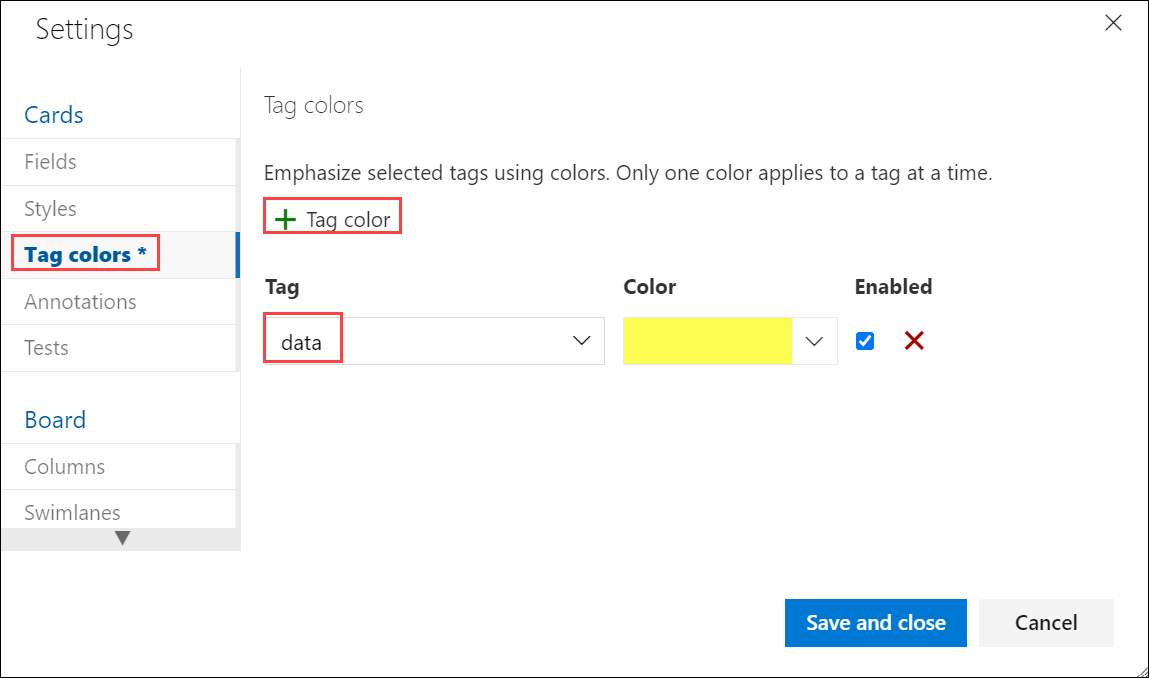 Settings
Cards
Fields
Styles
Tag colors *
Annotations
Tests
Board
Columns
Swimlanes
Tag colors
Emphasize selected tags using colors. Only one color applies to a tag at a time.
Tag color
Tag Color Enabled
data
Save and close Cancel